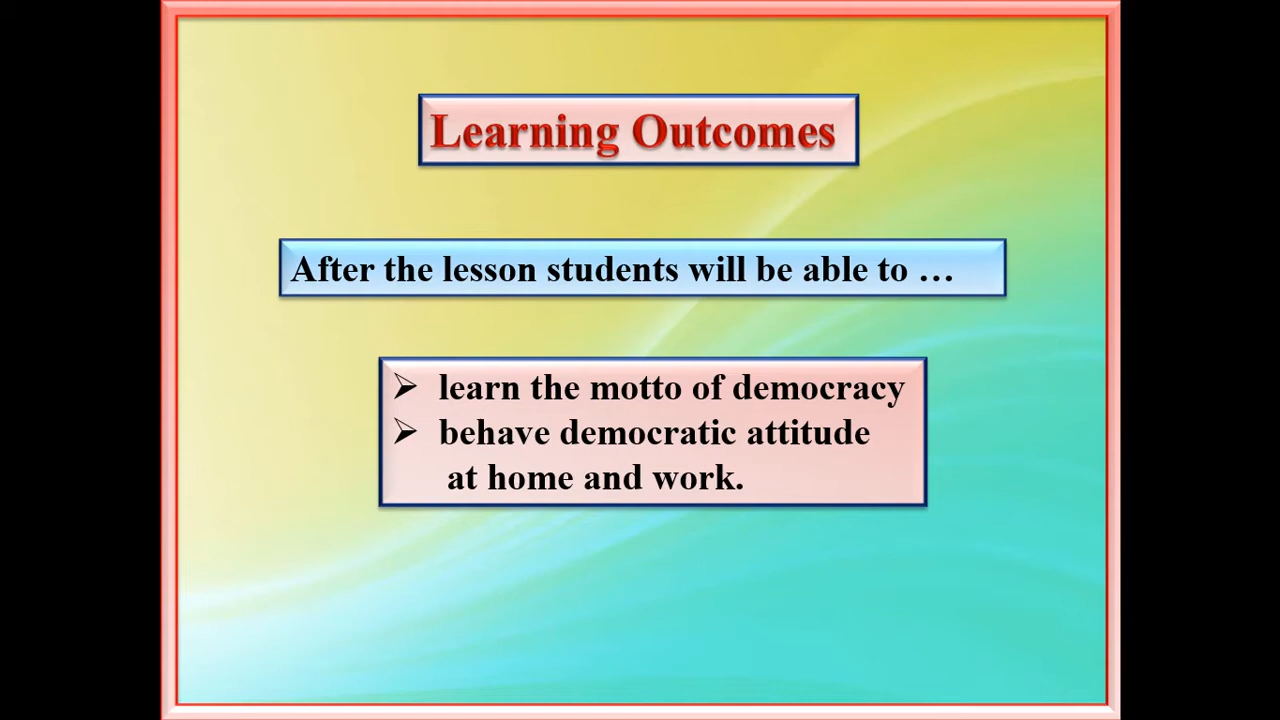 Learning Outcomes
After the lesson students will be able to …
➢ learn the motto of democracy
➢ behave democratic attitude
at home and work.